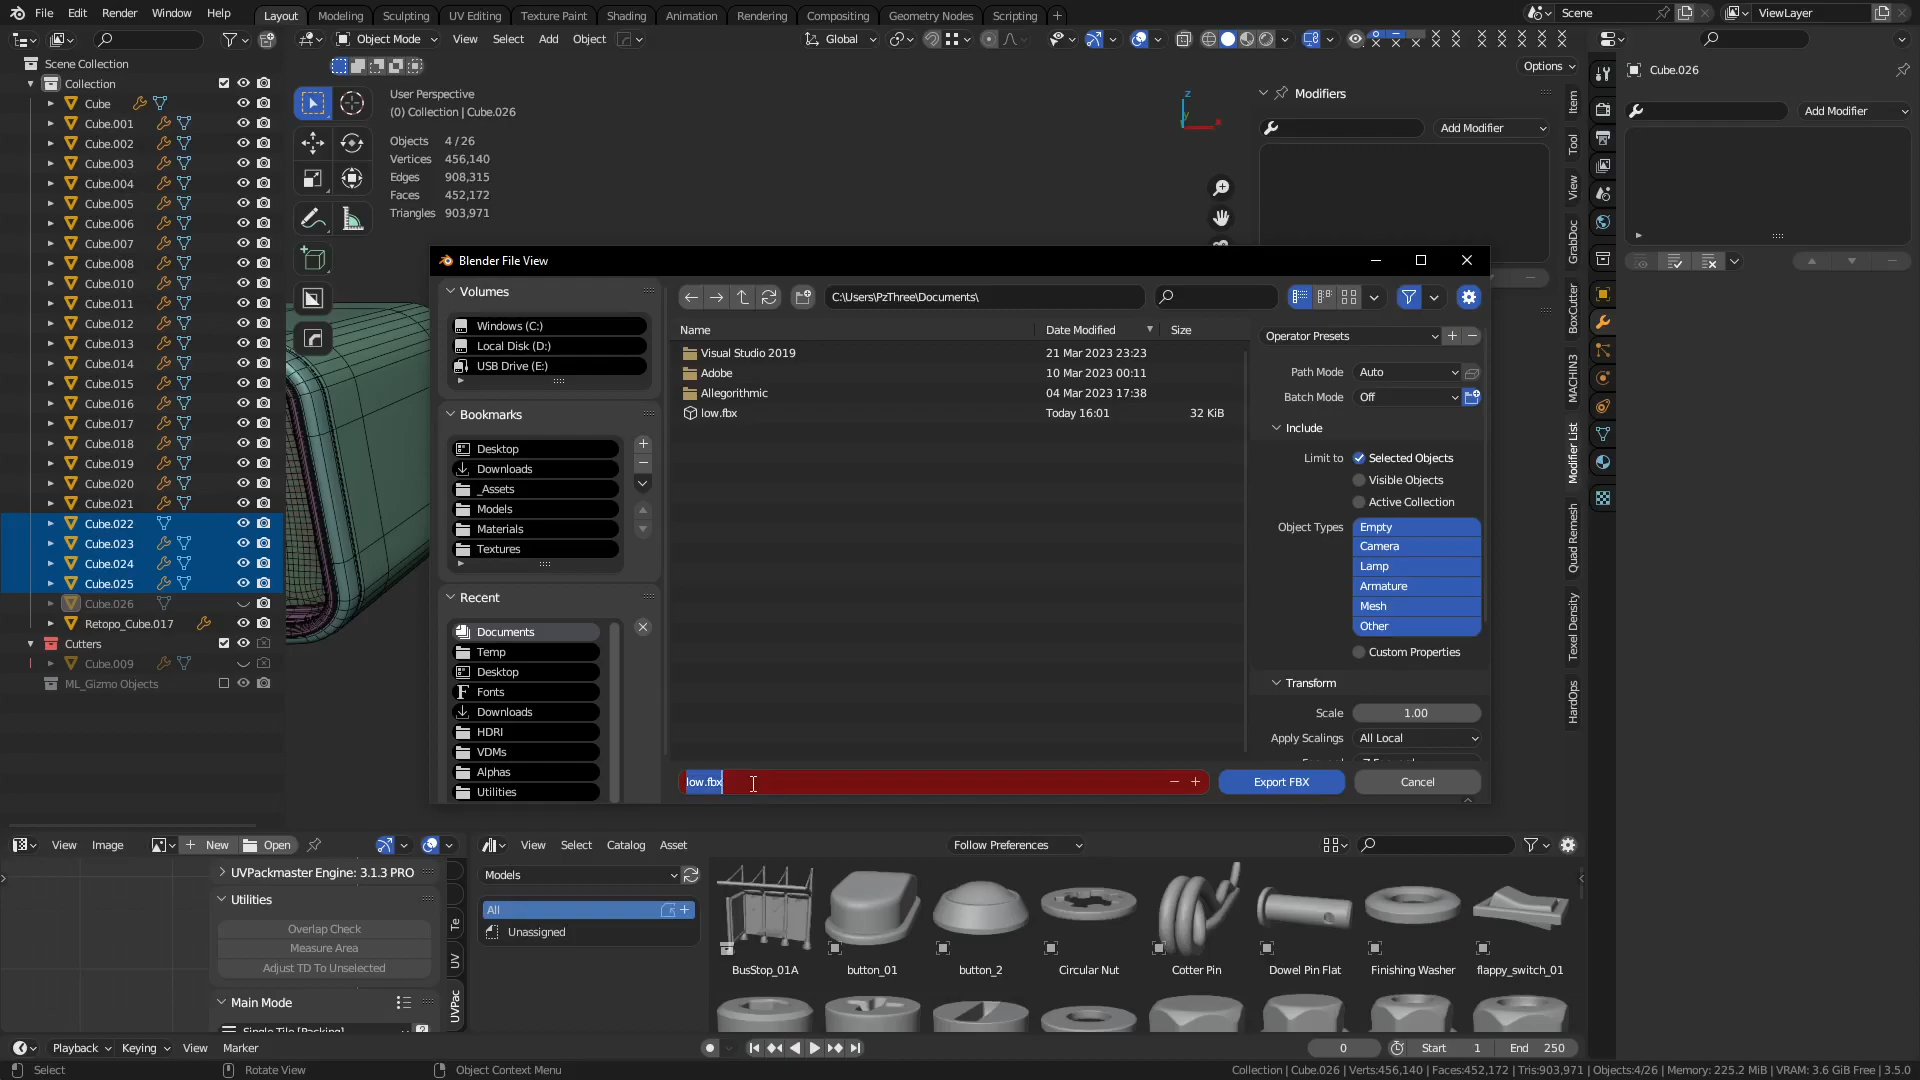 File Edit Render Window Help Layout Modeling Sculpting UV Editing Texture Paint Shading Animation Rendering Compositing Geometry Nodes Scripting + Scene ViewLayer
Object Mode View Select Add Object Global
Options
Scene Collection
Collection
Cube
Cube.001
Cube.002
Cube.003
Cube.004
Cube.005
Cube.006
Cube.007
Cube.008
Cube.010
Cube.011
Cube.012
Cube.013
Cube.014
Cube.015
Cube.016
Cube.017
Cube.018
Cube.019
Cube.020
Cube.021
Cube.022
Cube.023
Cube.024
Cube.025
Cube.026
Retopo_Cube.017
Cutters
Cube.009
ML_Gizmo Objects
User Perspective
(0) Collection | Cube.026
Objects 4 / 26
Vertices 456,140
Edges 908,315
Faces 452,172
Triangles 903,971
Z
Y
X
Modifiers
Add Modifier
Item
Tool
View
GrabDoc
BoxCutter
MACHIN3
Modifier List
Quad Remesh
Texel Density
HardOps
Cube.026
Add Modifier
Blender File View
Volumes
Windows (C:)
Local Disk (D:)
USB Drive (E:)
Bookmarks
Desktop
Downloads
_Assets
Models
Materials
Textures
Recent
Documents
Temp
Desktop
Fonts
Downloads
HDRI
VDMs
Alphas
Utilities
C:\Users\PzThree\Documents\
Name Date Modified Size
Visual Studio 2019 21 Mar 2023 23:23
Adobe 10 Mar 2023 00:11
Allegorithmic 04 Mar 2023 17:38
low.fbx Today 16:01 32 KiB
Operator Presets
Path Mode Auto
Batch Mode Off
Include
Limit to Selected Objects
Visible Objects
Active Collection
Object Types Empty
Camera
Lamp
Armature
Mesh
Other
Custom Properties
Transform
Scale 1.00
Apply Scalings All Local
low.fbx Export FBX Cancel
View Image New Open
UVPackmaster Engine: 3.1.3 PRO
Utilities
Overlap Check
Measure Area
Adjust TD To Unselected
Main Mode
Te
UV
UVPac
View Select Catalog Asset Follow Preferences
Models
All
Unassigned
BusStop_01A button_01 button_2 Circular Nut Cotter Pin Dowel Pin Flat Finishing Washer flappy_switch_01
Playback Keying View Marker 0 Start 1 End 250
Select Rotate View Object Context Menu Collection | Cube.026 | Verts:456,140 | Faces:452,172 | Tris:903,971 | Objects:4/26 | Memory: 225.2 MiB | VRAM: 3.6 GiB Free | 3.5.0